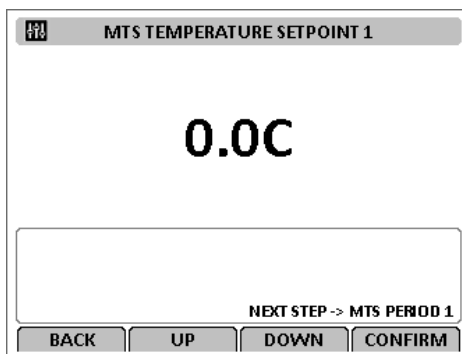 MTS TEMPERATURE SETPOINT 1
0.0C
NEXT STEP -> MTS PERIOD 1
BACK UP DOWN CONFIRM